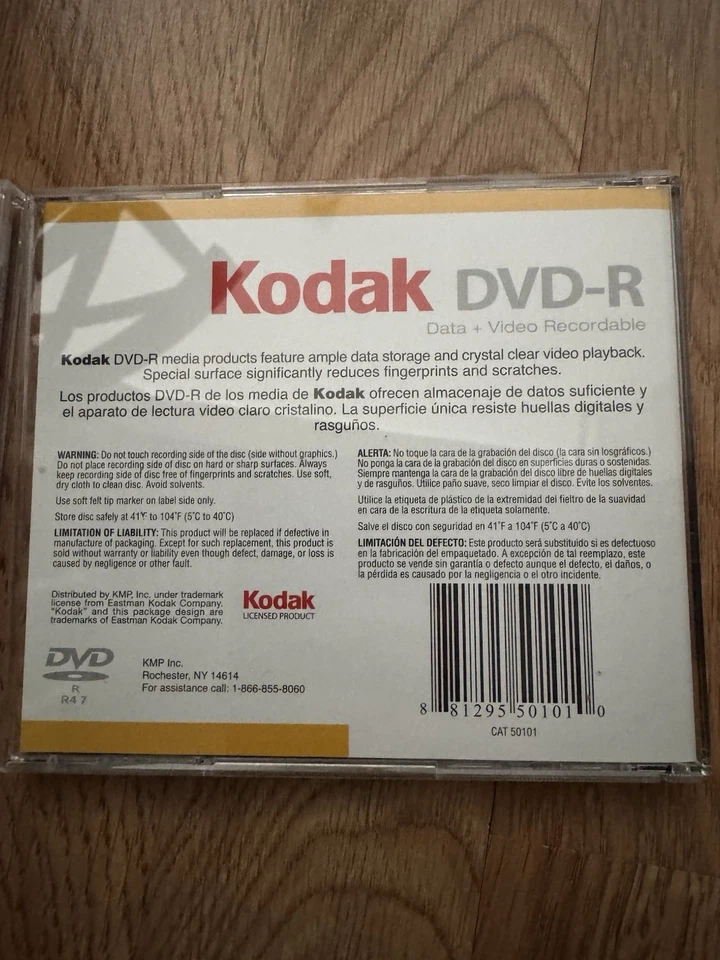 Kodak DVD-R
Data + Video Recordable
Kodak DVD-R media products feature ample data storage and crystal clear video playback.
Special surface significantly reduces fingerprints and scratches.
Los productos DVD-R de los media de Kodak ofrecen almacenaje de datos suficiente y
el aparato de lectura video claro cristalino. La superficie única resiste huellas digitales y
rasguños.
WARNING: Do not touch recording side of the disc (side without graphics.)
Do not place recording side of disc on hard or sharp surfaces. Always
keep recording side of disc free of fingerprints and scratches. Use soft,
dry cloth to clean disc. Avoid solvents.
Use soft felt tip marker on label side only.
Store disc safely at 41°F to 104°F (5°C to 40°C)
LIMITATION OF LIABILITY: This product will be replaced if defective in
manufacture of packaging. Except for such replacement, this product is
sold without warranty or liability even though defect, damage, or loss is
caused by negligence or other fault.
ALERTA: No toque la cara de la grabación del disco (la cara sin losgráficos.)
No ponga la cara de la grabación del disco en superficies duras o sostenidas.
Siempre mantenga la cara de la grabación del disco libre de huellas digitales
y de rasguños. Utilice paño suave, seco limpiar el disco. Evite los solventes.
Utilice la etiqueta de plástico de la extremidad del fieltro de la suavidad
en cara de la escritura de la etiqueta solamente.
Salve el disco con seguridad en 41°F a 104°F (5°C a 40°C)
LIMITACIÓN DEL DEFECTO: Este producto será substituido si es defectuoso
en la fabricación del empaquetado. A excepción de tal reemplazo, este
producto se vende sin garantía o defecto aunque el defecto, el daños, o
la pérdida es causado por la negligencia o el otro incidente.
Distributed by KMP, Inc. under trademark
license from Eastman Kodak Company.
"Kodak" and this package design are
trademarks of Eastman Kodak Company.
Kodak
LICENSED PRODUCT
DVD
R
R4 7
KMP Inc.
Rochester, NY 14614
For assistance call: 1-866-855-8060
8 81295 50101 0
CAT 50101